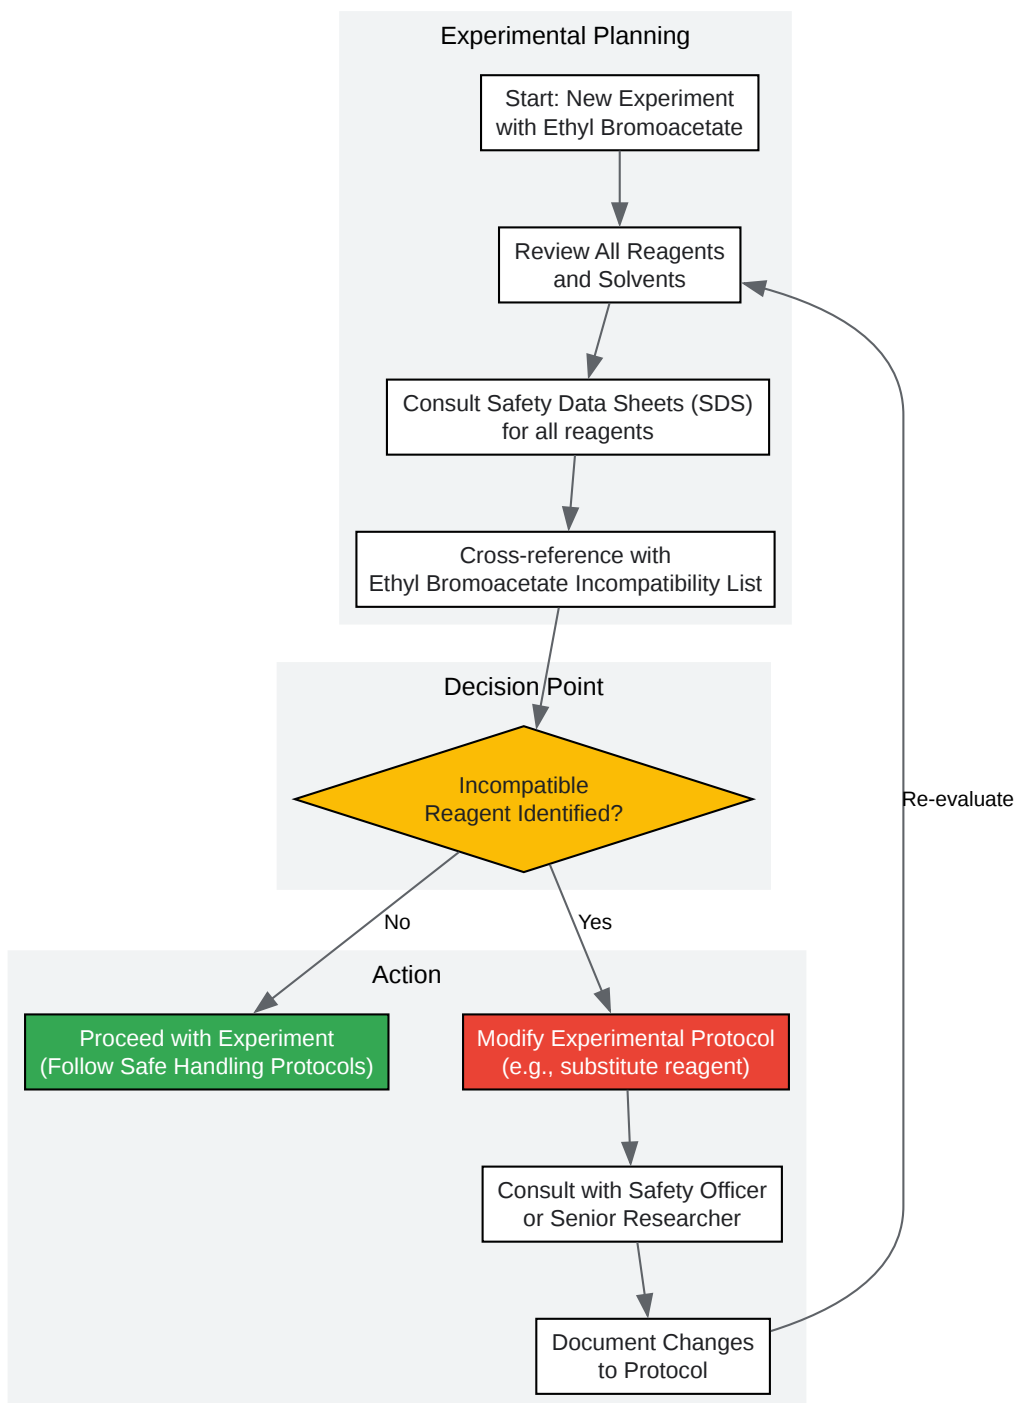 Experimental Planning
Start: New Experiment
with Ethyl Bromoacetate
Review All Reagents
and Solvents
Consult Safety Data Sheets (SDS)
for all reagents
Cross-reference with
Ethyl Bromoacetate Incompatibility List
Decision Point
Incompatible
Reagent Identified?
Re-evaluate
No
Yes
Action
Proceed with Experiment
(Follow Safe Handling Protocols)
Modify Experimental Protocol
(e.g., substitute reagent)
Consult with Safety Officer
or Senior Researcher
Document Changes
to Protocol